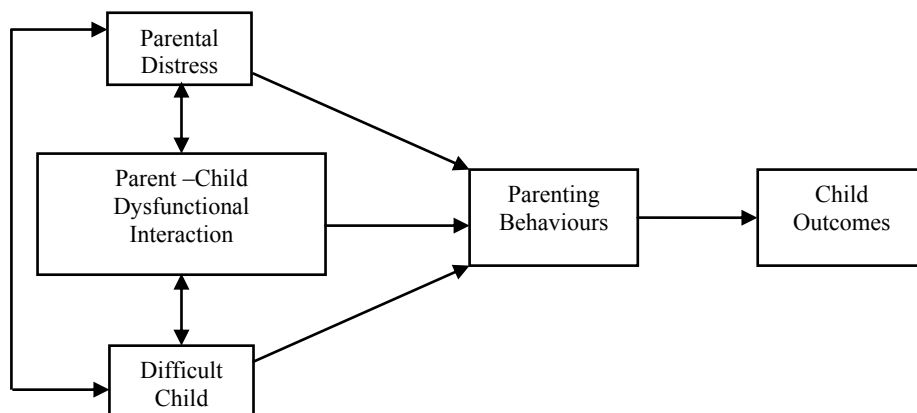 Parental
Distress
Parent –Child
Dysfunctional
Interaction
Parenting
Behaviours
Child
Outcomes
Difficult
Child